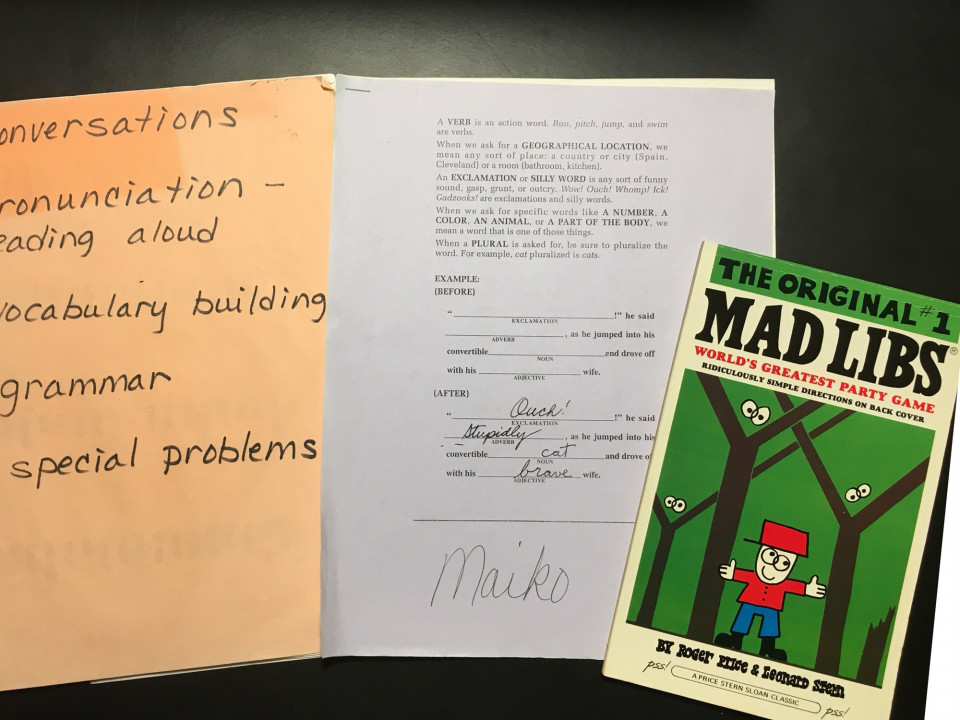 onversations
ronunciation -
eading aloud
vocabulary building
grammar
special problems
A VERB is an action word. Run, pitch, jump, and swim
are verbs.
When we ask for a GEOGRAPHICAL LOCATION, we
mean any sort of place: a country or city (Spain,
Cleveland) or a room (bathroom, kitchen).
An EXCLAMATION or SILLY WORD is any sort of funny
sound, gasp, grunt, or outcry. Wow! Ouch! Whomp! Ick!
Gadzooks! are exclamations and silly words.
When we ask for specific words like A NUMBER, A
COLOR, AN ANIMAL, or A PART OF THE BODY, we
mean a word that is one of those things.
When a PLURAL is asked for, be sure to pluralize the
word. For example, cat pluralized is cats.
EXAMPLE:
(BEFORE)
" !" he said
EXCLAMATION
, as he jumped into his
ADVERB
convertible and drove off
NOUN
with his wife.
ADJECTIVE
(AFTER)
" Ouch! !" he said
EXCLAMATION
Stupidly , as he jumped into his
ADVERB
convertible cat and drove o
NOUN
with his brave wife.
ADJECTIVE
Maiko
THE ORIGINAL #1
MAD LIBS®
WORLD'S GREATEST PARTY GAME
RIDICULOUSLY SIMPLE DIRECTIONS ON BACK COVER
BY ROGER PRICE & LEONARD STERN
pss! A PRICE STERN SLOAN CLASSIC pss!